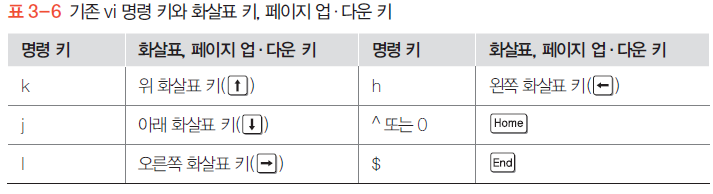 표 3-6 기존 vi 명령 키와 화살표 키, 페이지 업·다운 키
명령 키 화살표, 페이지 업·다운 키 명령 키 화살표, 페이지 업·다운 키
k 위 화살표 키(↑) h 왼쪽 화살표 키(←)
j 아래 화살표 키(↓) ^ 또는 0 Home
l 오른쪽 화살표 키(→) $ End